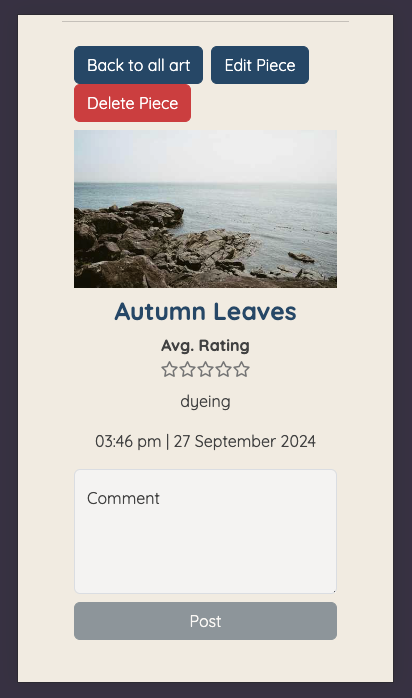 Back to all art Edit Piece
Delete Piece
Autumn Leaves
Avg. Rating
dyeing
03:46 pm | 27 September 2024
Comment
Post